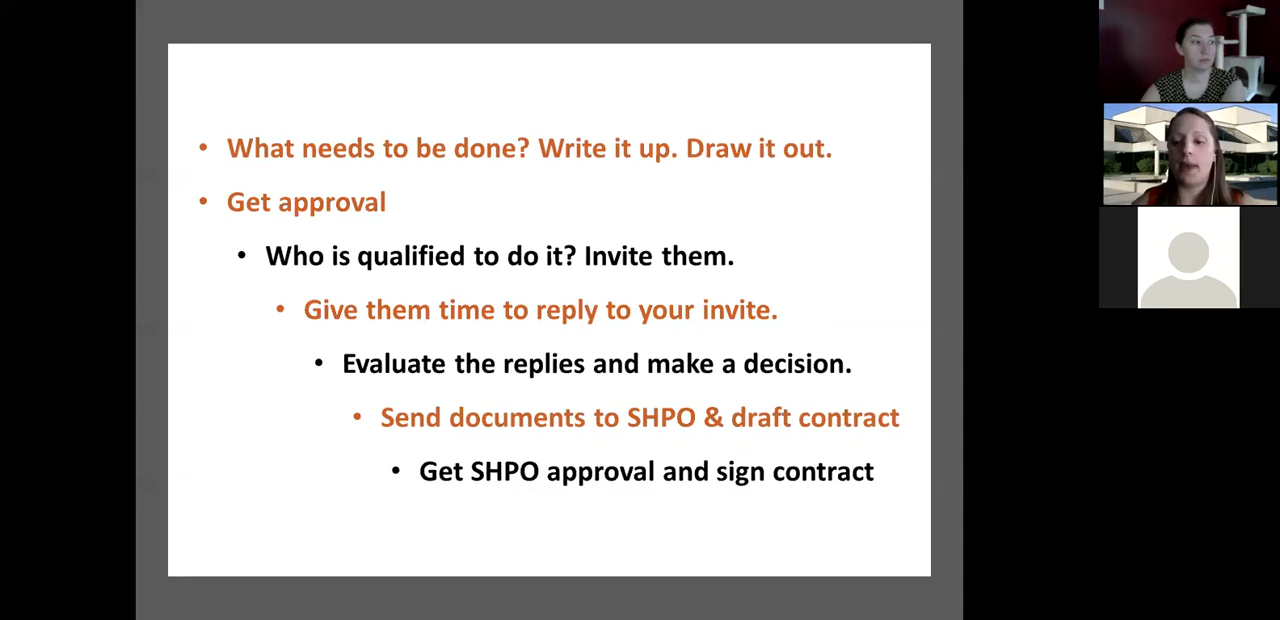 • What needs to be done? Write it up. Draw it out.
• Get approval
• Who is qualified to do it? Invite them.
• Give them time to reply to your invite.
• Evaluate the replies and make a decision.
• Send documents to SHPO & draft contract
• Get SHPO approval and sign contract